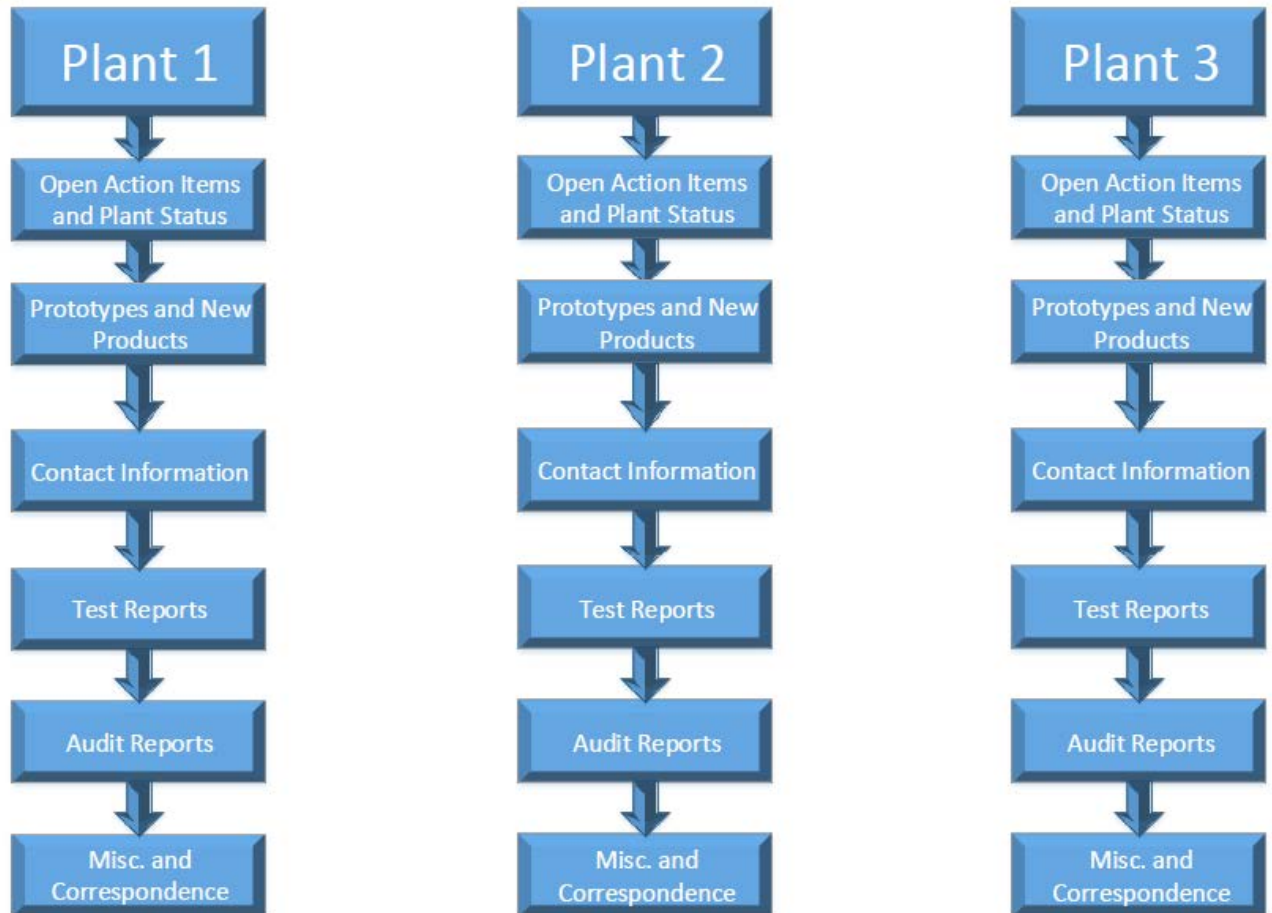 Plant 1
Open Action Items
and Plant Status
Prototypes and New
Products
Contact Information
Test Reports
Audit Reports
Misc. and
Correspondence
Plant 2
Open Action Items
and Plant Status
Prototypes and New
Products
Contact Information
Test Reports
Audit Reports
Misc. and
Correspondence
Plant 3
Open Action Items
and Plant Status
Prototypes and New
Products
Contact Information
Test Reports
Audit Reports
Misc. and
Correspondence